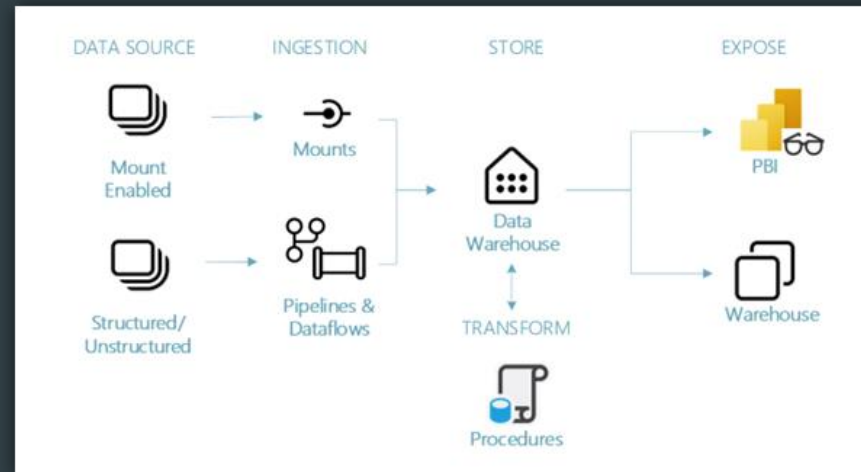 DATA SOURCE
INGESTION
STORE
EXPOSE
Mount
Enabled
Mounts
PBI
Data
Warehouse
Structured/
Unstructured
Pipelines &
Dataflows
Warehouse
TRANSFORM
Procedures